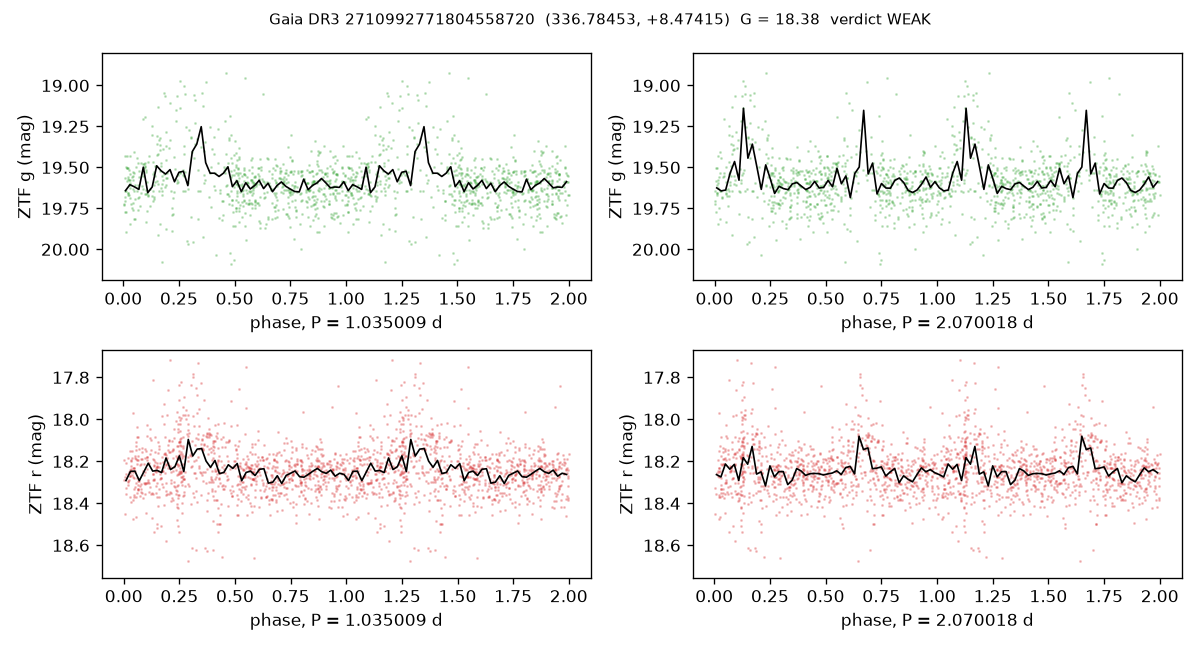 Gaia DR3 2710992771804558720  (336.78453, +8.47415)  G = 18.38  verdict WEAK
ZTF g (mag)
19.00
19.25
19.50
19.75
20.00
0.00 0.25 0.50 0.75 1.00 1.25 1.50 1.75 2.00
phase, P = 1.035009 d
ZTF g (mag)
19.00
19.25
19.50
19.75
20.00
0.00 0.25 0.50 0.75 1.00 1.25 1.50 1.75 2.00
phase, P = 2.070018 d
ZTF r (mag)
17.8
18.0
18.2
18.4
18.6
0.00 0.25 0.50 0.75 1.00 1.25 1.50 1.75 2.00
phase, P = 1.035009 d
ZTF r (mag)
17.8
18.0
18.2
18.4
18.6
0.00 0.25 0.50 0.75 1.00 1.25 1.50 1.75 2.00
phase, P = 2.070018 d